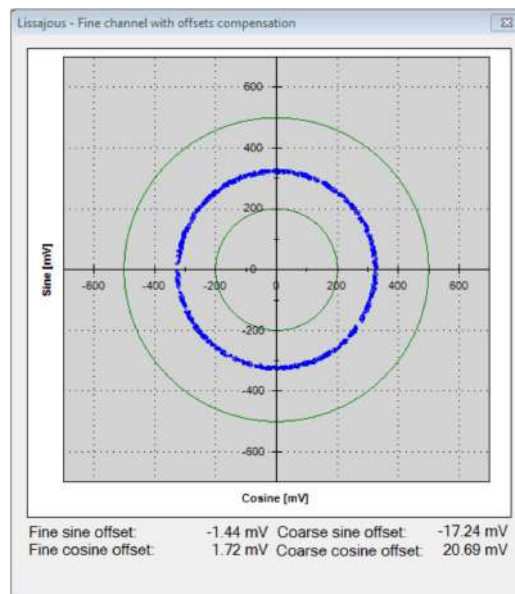 Lissajous - Fine channel with offsets compensation
600
400
200
-600 -400 -200 0 200 400 600
-200
-400
-600
Sine [mV]
Cosine [mV]
Fine sine offset: -1.44 mV Coarse sine offset: -17.24 mV
Fine cosine offset: 1.72 mV Coarse cosine offset: 20.69 mV